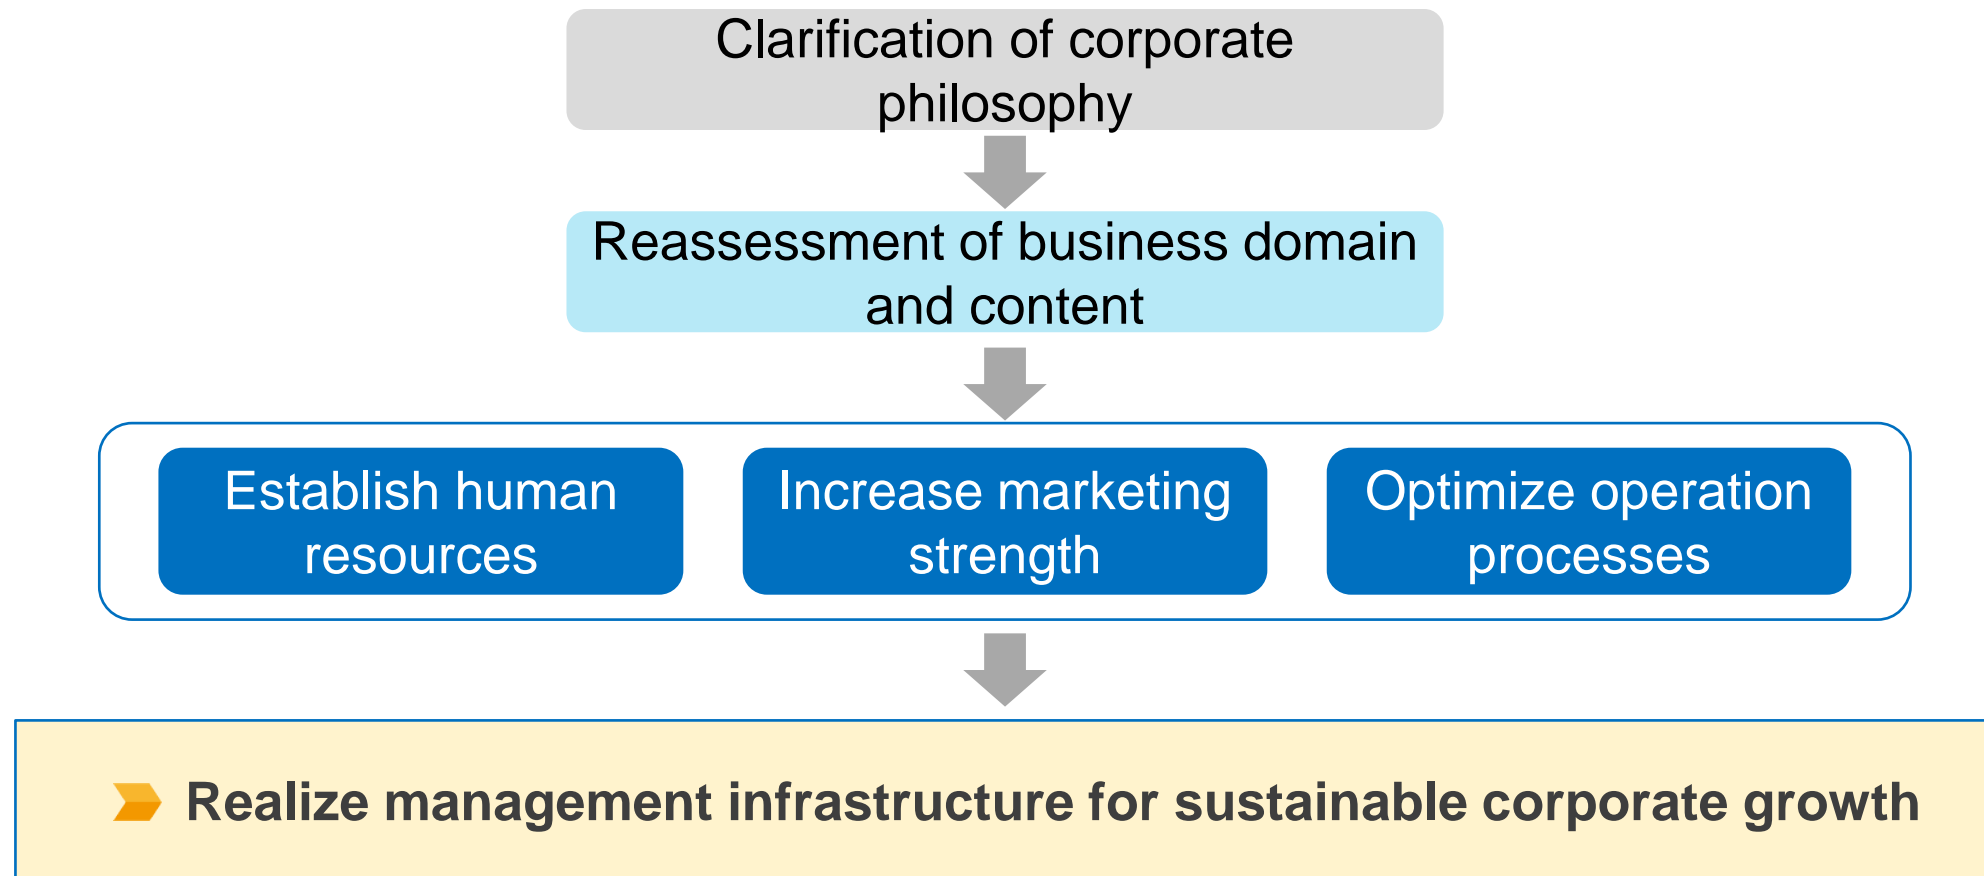 Clarification of corporate
philosophy
Reassessment of business domain
and content
Establish human
resources
Increase marketing
strength
Optimize operation
processes
Realize management infrastructure for sustainable corporate growth